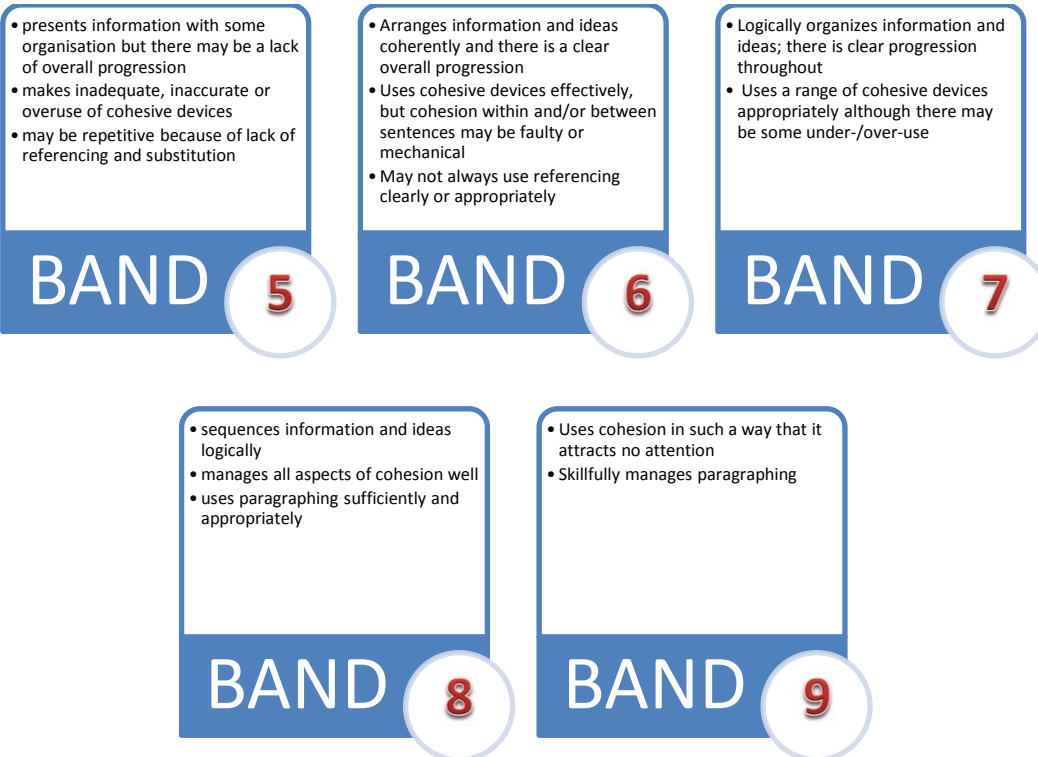 • presents information with some
organisation but there may be a lack
of overall progression
• makes inadequate, inaccurate or
overuse of cohesive devices
• may be repetitive because of lack of
referencing and substitution
BAND 5
• Arranges information and ideas
coherently and there is a clear
overall progression
• Uses cohesive devices effectively,
but cohesion within and/or between
sentences may be faulty or
mechanical
• May not always use referencing
clearly or appropriately
BAND 6
• Logically organizes information and
ideas; there is clear progression
throughout
• Uses a range of cohesive devices
appropriately although there may
be some under-/over-use
BAND 7
• sequences information and ideas
logically
• manages all aspects of cohesion well
• uses paragraphing sufficiently and
appropriately
BAND 8
• Uses cohesion in such a way that it
attracts no attention
• Skillfully manages paragraphing
BAND 9